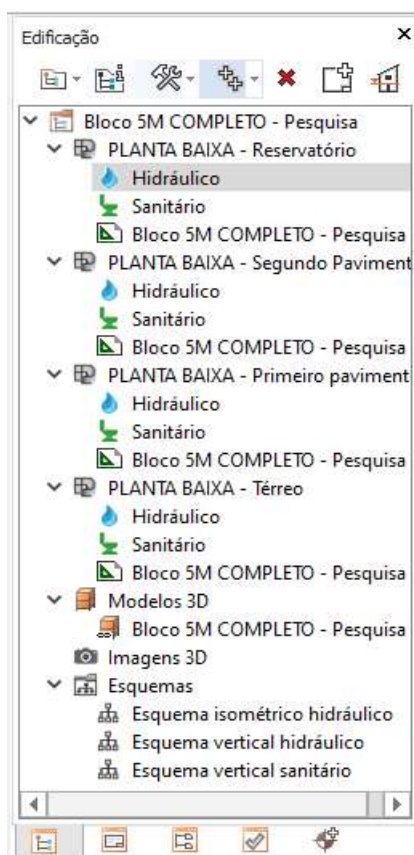 Edificação
Bloco 5M COMPLETO - Pesquisa
PLANTA BAIXA - Reservatório
Hidráulico
Sanitário
Bloco 5M COMPLETO - Pesquisa
PLANTA BAIXA - Segundo Paviment
Hidráulico
Sanitário
Bloco 5M COMPLETO - Pesquisa
PLANTA BAIXA - Primeiro paviment
Hidráulico
Sanitário
Bloco 5M COMPLETO - Pesquisa
PLANTA BAIXA - Térreo
Hidráulico
Sanitário
Bloco 5M COMPLETO - Pesquisa
Modelos 3D
Bloco 5M COMPLETO - Pesquisa
Imagens 3D
Esquemas
Esquema isométrico hidráulico
Esquema vertical hidráulico
Esquema vertical sanitário